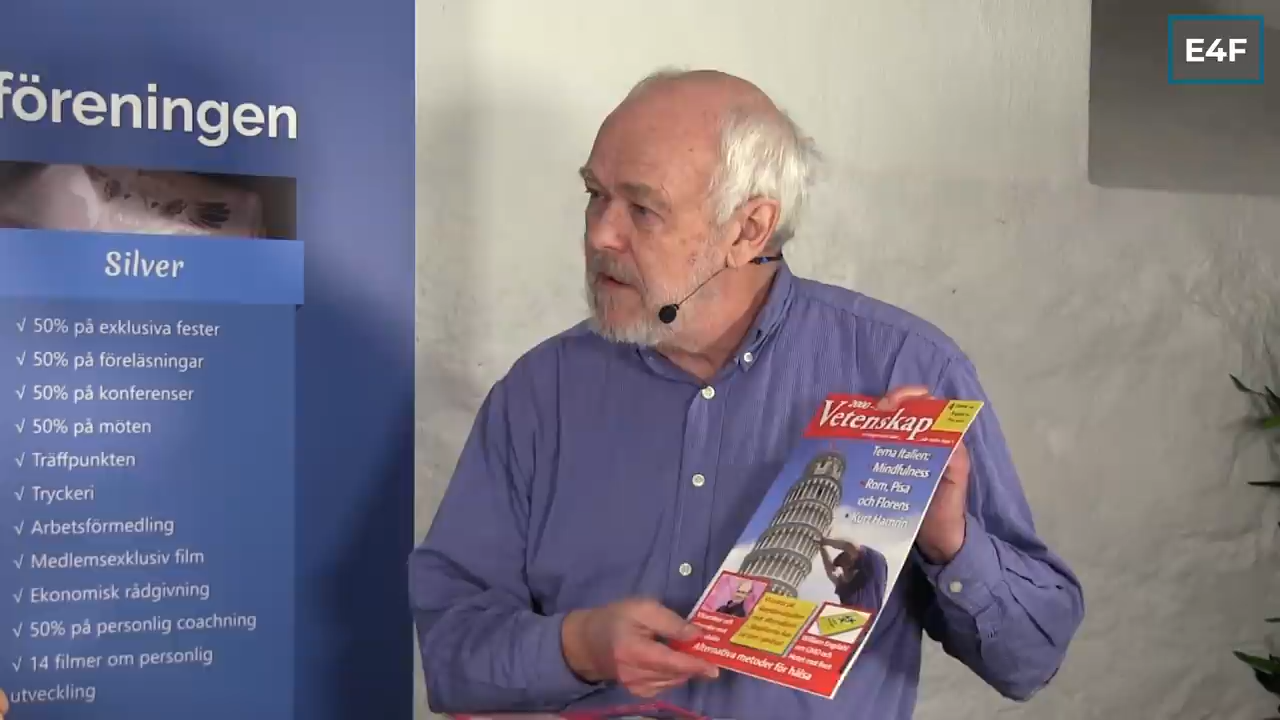 föreningen
Silver
√ 50% på exklusiva fester
√ 50% på föreläsningar
√ 50% på konferenser
√ 50% på möten
√ Träffpunkten
√ Tryckeri
√ Arbetsförmedling
√ Medlemsexklusiv film
√ Ekonomisk rådgivning
√ 50% på personlig coachning
√ 14 filmer om personlig
utveckling
E4F
2000-
Vetenskap
Tema Italien:
Mindfulness
Rom, Pisa
och Florens
• Kurt Hamrin
Alternativa metoder för hälsa